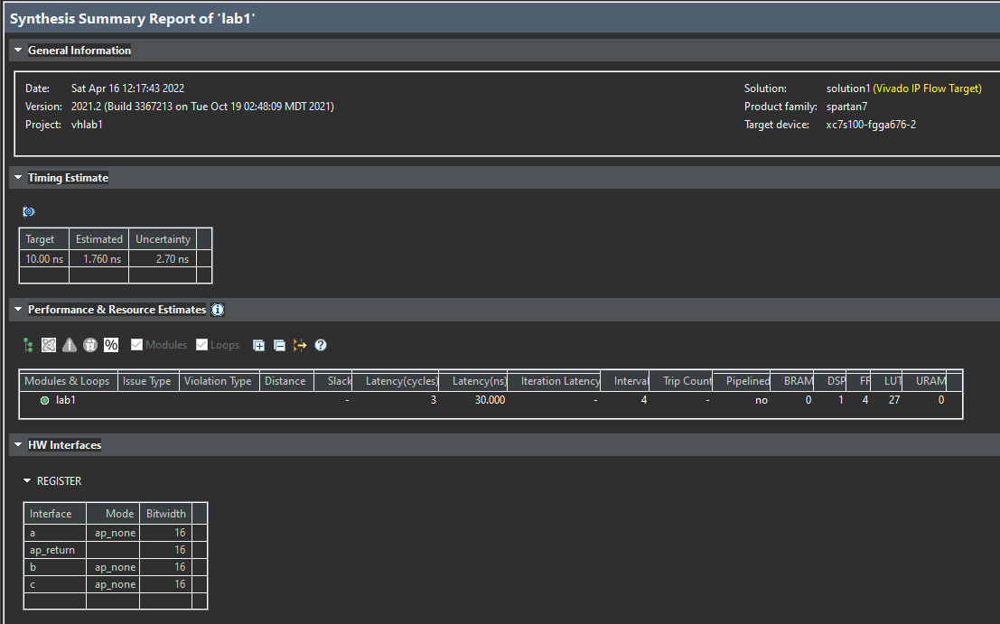 Synthesis Summary Report of 'lab1'
General Information
Date: Sat Apr 16 12:17:43 2022
Version: 2021.2 (Build 3367213 on Tue Oct 19 02:48:09 MDT 2021)
Project: vhlab1
Solution: solution1 (Vivado IP Flow Target)
Product family: spartan7
Target device: xc7s100-fgga676-2
Timing Estimate
Target Estimated Uncertainty
10.00 ns 1.760 ns 2.70 ns
Performance & Resource Estimates
% Modules Loops
Modules & Loops Issue Type Violation Type Distance Slack Latency(cycles) Latency(ns) Iteration Latency Interval Trip Count Pipelined BRAM DSP FF LUT URAM
lab1 - 3 30.000 - 4 - no 0 1 4 27 0
HW Interfaces
REGISTER
Interface Mode Bitwidth
a ap_none 16
ap_return 16
b ap_none 16
c ap_none 16